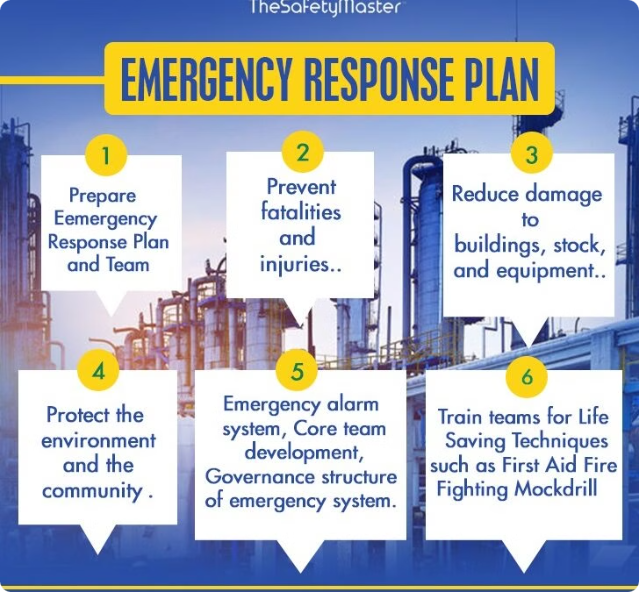 TheSafetyMaster
EMERGENCY RESPONSE PLAN
1
Prepare
Eemergency
Response Plan
and Team
2
Prevent
fatalities
and
injuries..
3
Reduce damage
to
buildings, stock,
and equipment..
4
Protect the
environment
and the
community .
5
Emergency alarm
system, Core team
development,
Governance structure
of emergency system.
6
Train teams for Life
Saving Techniques
such as First Aid Fire
Fighting Mockdrill